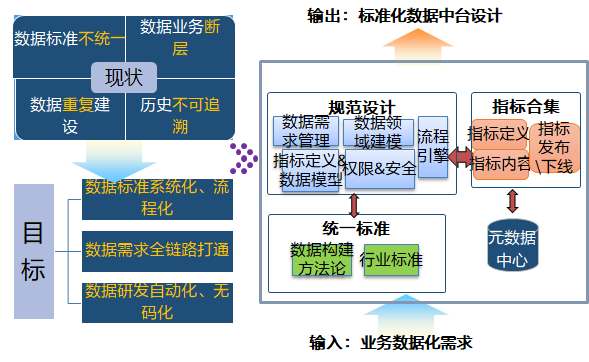 输出：标准化数据中台设计
数据标准不统一
数据业务断
层
现状
数据重复建
设
历史不可追
溯
目
标
数据标准系统化、流
程化
数据需求全链路打通
数据研发自动化、无
码化
规范设计
数据需
求管理
数据领
域建模
流程
引擎
指标定义&
数据模型
权限&安全
指标合集
指标定义
指标内容
指标
发布
\下线
元数据
中心
统一标准
数据构建
方法论
行业标准
输入：业务数据化需求